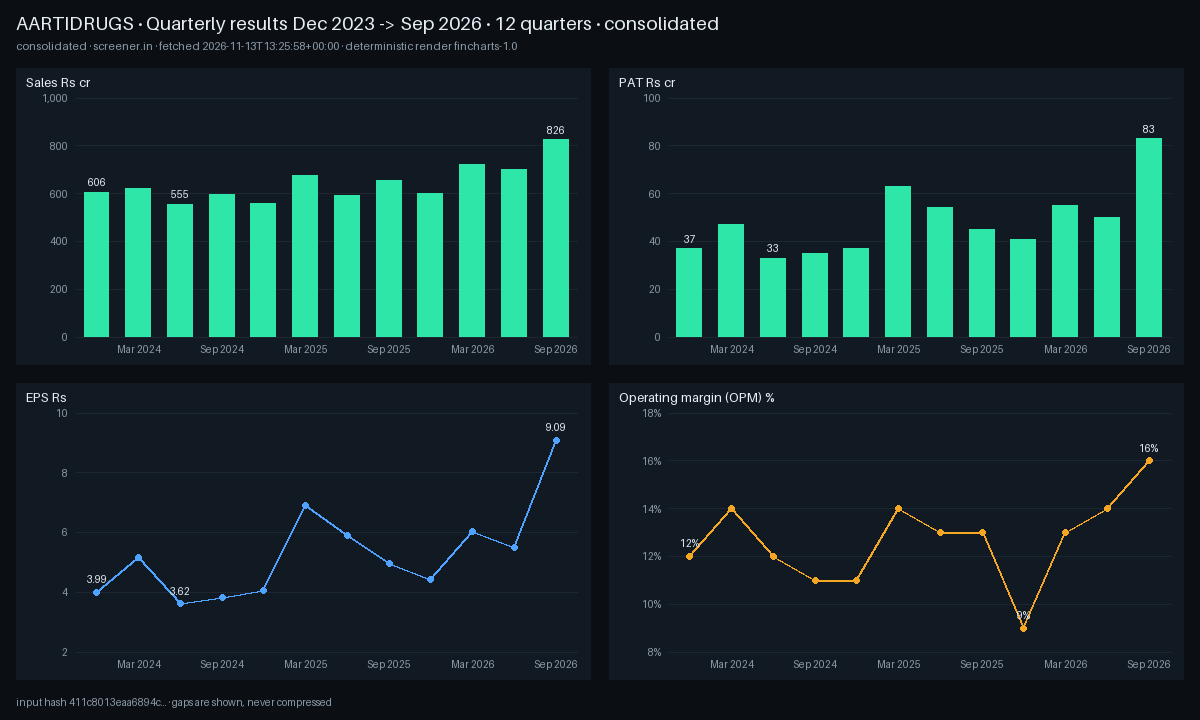 AARTIDRUGS · Quarterly results Dec 2023 -> Sep 2026 · 12 quarters · consolidated
consolidated · screener.in · fetched 2026-11-13T13:25:58+00:00 · deterministic render fincharts-1.0
Sales Rs cr
1,000
800
600
400
200
0
606
555
826
Mar 2024
Sep 2024
Mar 2025
Sep 2025
Mar 2026
Sep 2026
PAT Rs cr
100
80
60
40
20
0
37
33
83
Mar 2024
Sep 2024
Mar 2025
Sep 2025
Mar 2026
Sep 2026
EPS Rs
10
8
6
4
2
3.99
3.62
9.09
Mar 2024
Sep 2024
Mar 2025
Sep 2025
Mar 2026
Sep 2026
Operating margin (OPM) %
18%
16%
14%
12%
10%
8%
12%
9%
16%
Mar 2024
Sep 2024
Mar 2025
Sep 2025
Mar 2026
Sep 2026
input hash 411c8013eaa6894c… · gaps are shown, never compressed